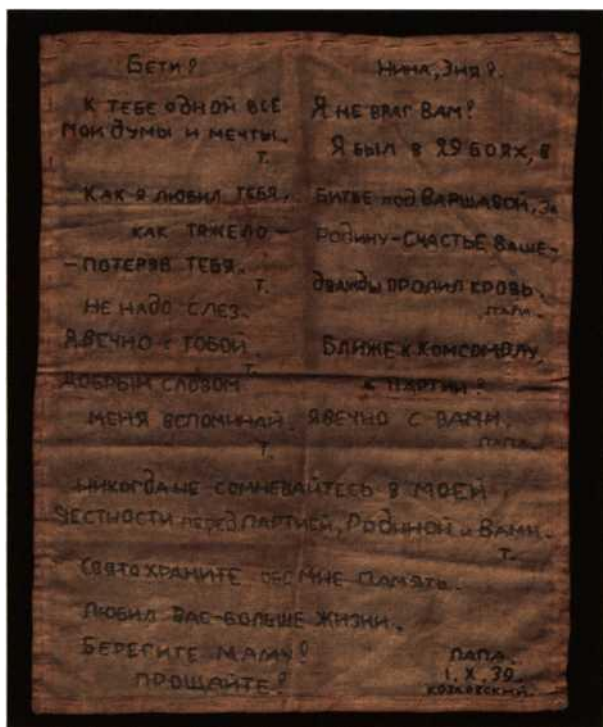 Бети!
К ТЕБЕ ОДНОЙ ВСЕ
МОИ ДУМЫ И МЕЧТЫ.
Т.
КАК Я ЛЮБИЛ ТЕБЯ,
КАК ТЯЖЕЛО –
– ПОТЕРЯВ ТЕБЯ.
Т.
НЕ НАДО СЛЕЗ.
Я ВЕЧНО С ТОБОЙ.
Т.
ДОБРЫМ СЛОВОМ
МЕНЯ ВСПОМИНАЙ.
Т.
Нина, Эня!
Я НЕ ВРАГ ВАМ!
Я БЫЛ В 29 БОЯХ, В
БИТВЕ ПОД ВАРШАВОЙ, ЗА
РОДИНУ – СЧАСТЬЕ ВАШЕ –
ДВАЖДЫ ПРОЛИЛ КРОВЬ.
ПАПА.
БЛИЖЕ К КОМСОМОЛУ,
К ПАРТИИ!
Я ВЕЧНО С ВАМИ.
ПАПА.
НИКОГДА НЕ СОМНЕВАЙТЕСЬ В МОЕЙ
ЧЕСТНОСТИ ПЕРЕД ПАРТИЕЙ, РОДИНОЙ и ВАМИ.
Т.
СВЯТО ХРАНИТЕ ОБО МНЕ ПАМЯТЬ.
ЛЮБИЛ ВАС – БОЛЬШЕ ЖИЗНИ.
БЕРЕГИТЕ МАМУ!
ПРОЩАЙТЕ!
ПАПА.
1. X. 39.
КОЗЛОВСКИЙ.